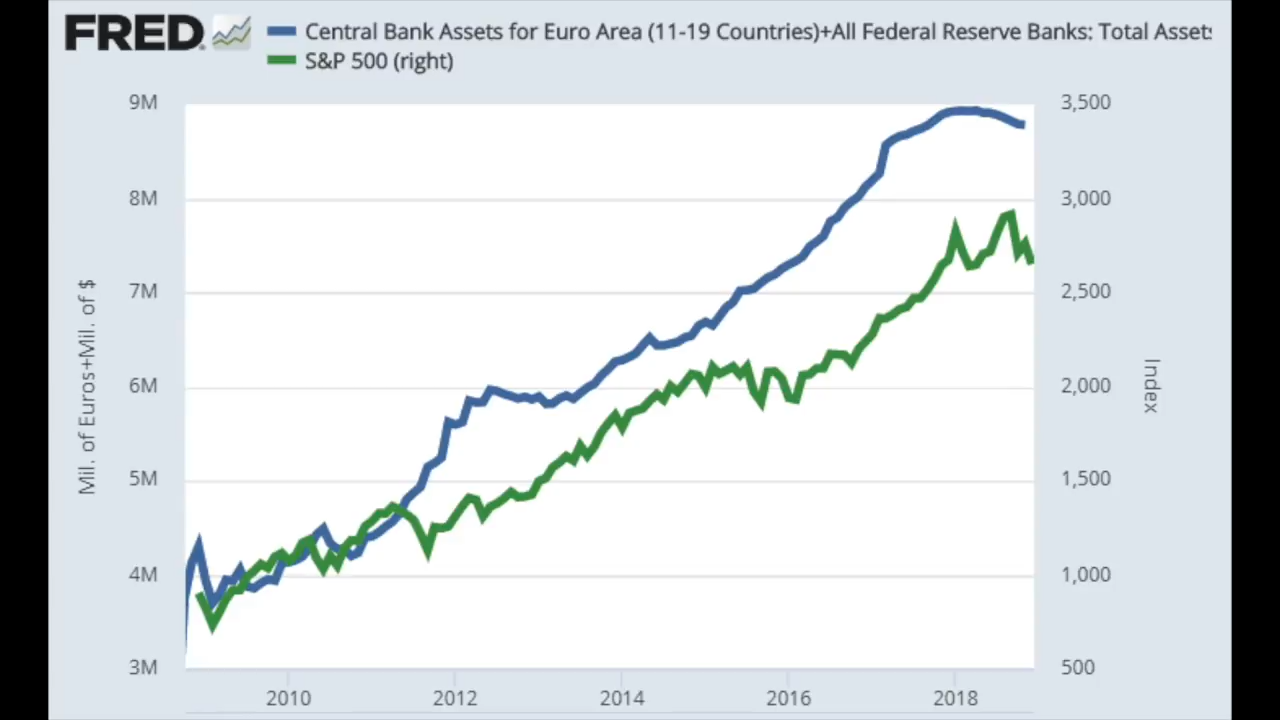 FRED
Central Bank Assets for Euro Area (11-19 Countries)+All Federal Reserve Banks: Total Assets
S&P 500 (right)
9M
8M
7M
6M
5M
4M
3M
Mil. of Euros+Mil. of $
3,500
3,000
2,500
2,000
1,500
1,000
500
Index
2010 2012 2014 2016 2018